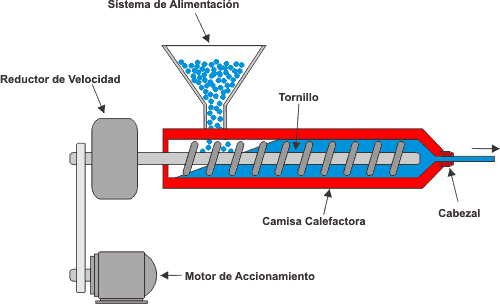 Sistema de Alimentación
Reductor de Velocidad
Tornillo
Camisa Calefactora
Cabezal
Motor de Accionamiento